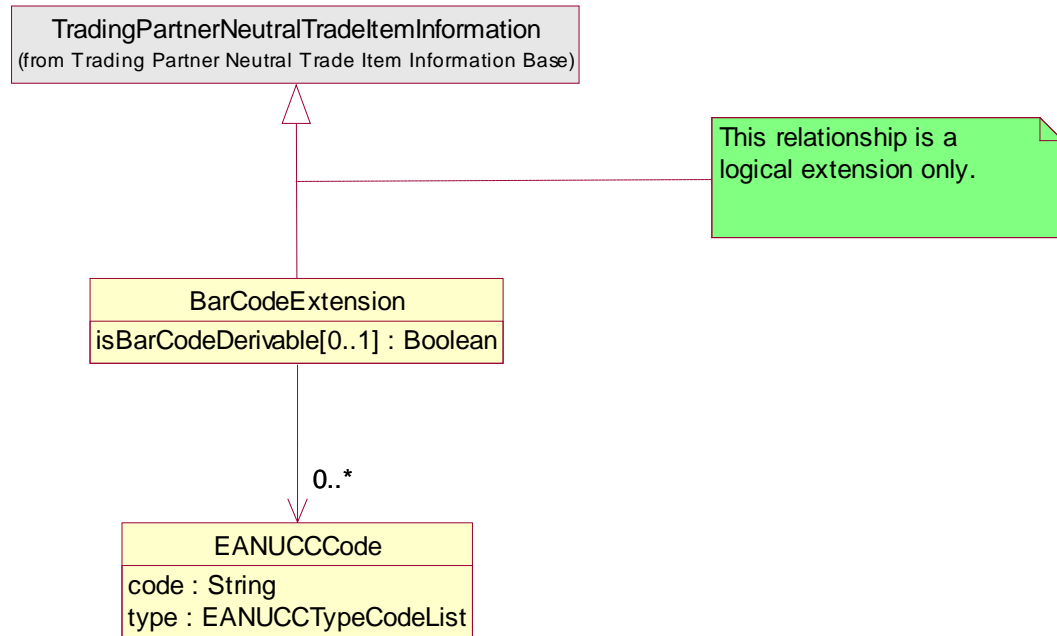 TradingPartnerNeutralTradeItemInformation
(from Trading Partner Neutral Trade Item Information Base)
This relationship is a
logical extension only.
BarCodeExtension
isBarCodeDerivable[0..1] : Boolean
0..*
EANUCCCode
code : String
type : EANUCCTypeCodeList